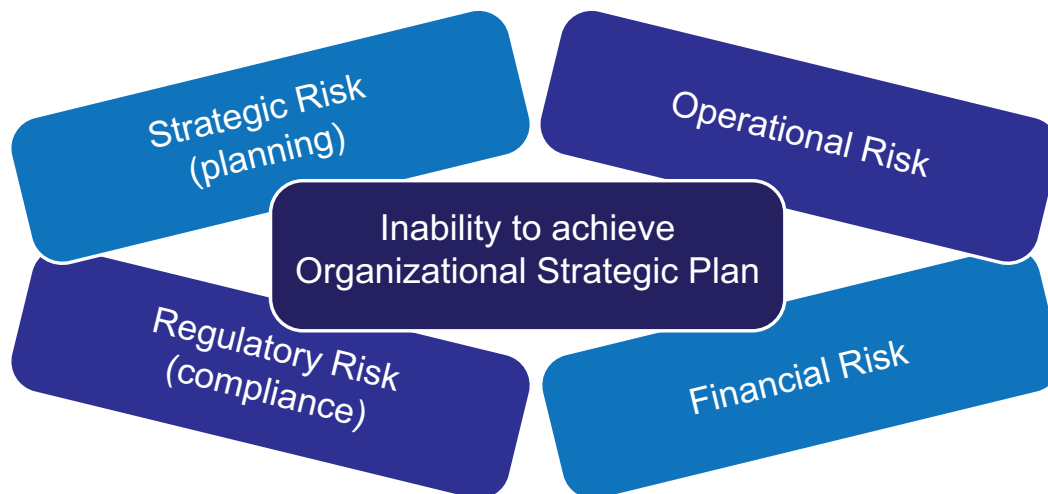 Strategic Risk
(planning)
Operational Risk
Inability to achieve
Organizational Strategic Plan
Regulatory Risk
(compliance)
Financial Risk